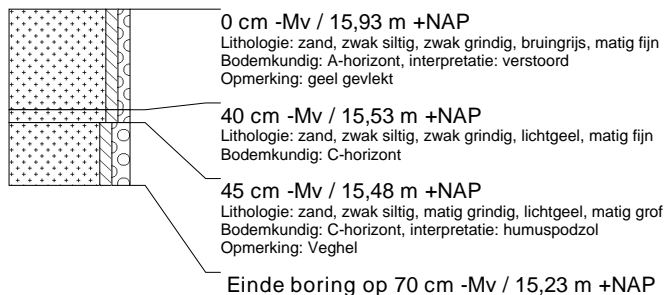 0 cm -Mv / 15,93 m +NAP
Lithologie: zand, zwak siltig, zwak grindig, bruingrijs, matig fijn
Bodemkundig: A-horizont, interpretatie: verstoord
Opmerking: geel gevlekt
40 cm -Mv / 15,53 m +NAP
Lithologie: zand, zwak siltig, zwak grindig, lichtgeel, matig fijn
Bodemkundig: C-horizont
45 cm -Mv / 15,48 m +NAP
Lithologie: zand, zwak siltig, matig grindig, lichtgeel, matig grof
Bodemkundig: C-horizont, interpretatie: humuspodzol
Opmerking: Veghel
Einde boring op 70 cm -Mv / 15,23 m +NAP